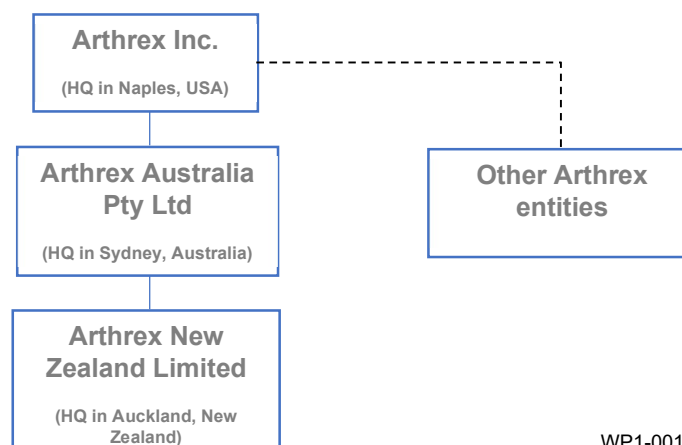 Arthrex Inc.
(HQ in Naples, USA)
Arthrex Australia
Pty Ltd
(HQ in Sydney, Australia)
Other Arthrex
entities
Arthrex New
Zealand Limited
(HQ in Auckland, New
Zealand)
WP1-001